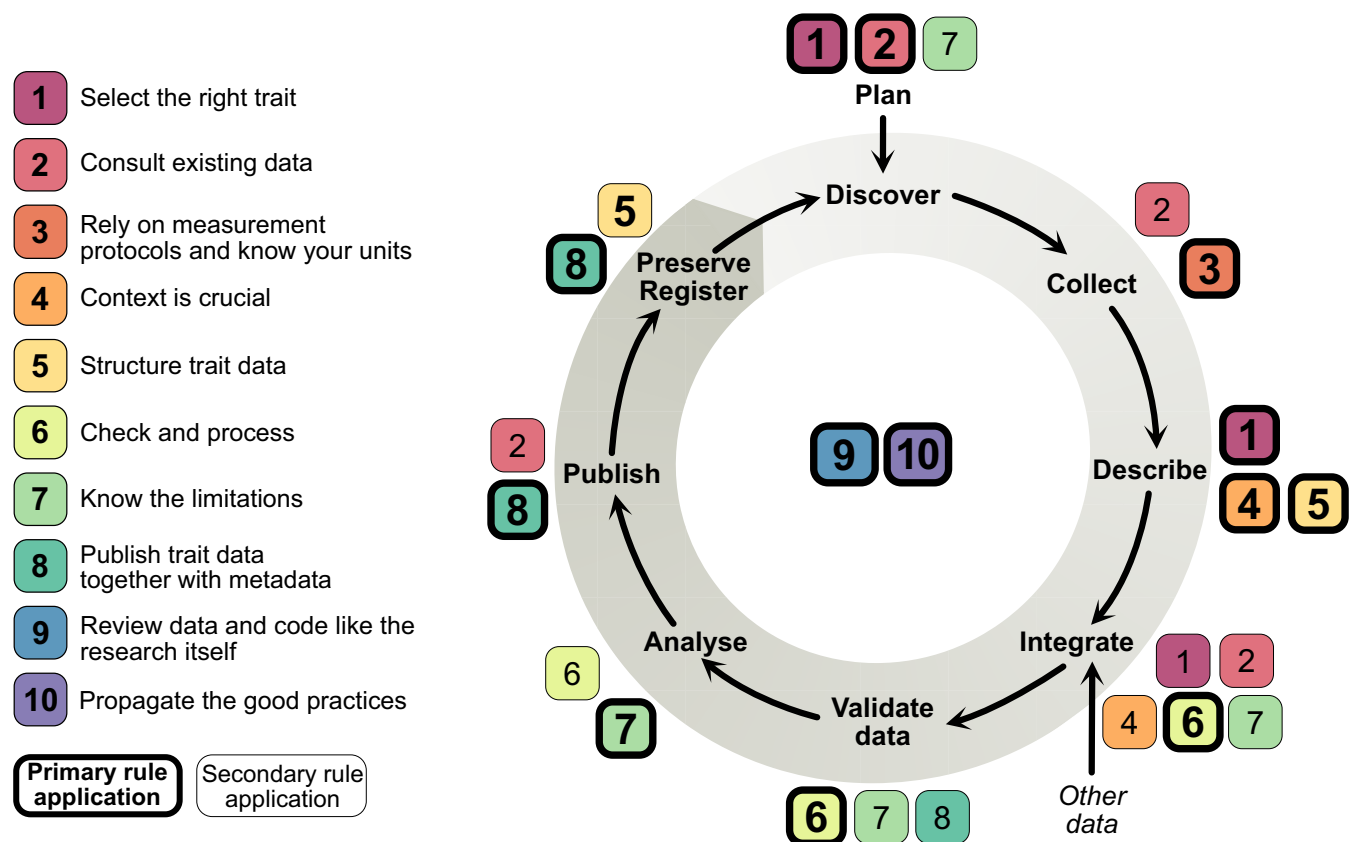 1 Select the right trait
2 Consult existing data
3 Rely on measurement
protocols and know your units
4 Context is crucial
5 Structure trait data
6 Check and process
7 Know the limitations
8 Publish trait data
together with metadata
9 Review data and code like the
research itself
10 Propagate the good practices
Primary rule
application
Secondary rule
application
1 2 7
Plan
Discover
2
3
Collect
1
Describe
4 5
Integrate
1 2
4 6 7
Other
data
Validate
data
6 7 8
Analyse
6
7
2
Publish
8
5
8
Preserve
Register
9 10